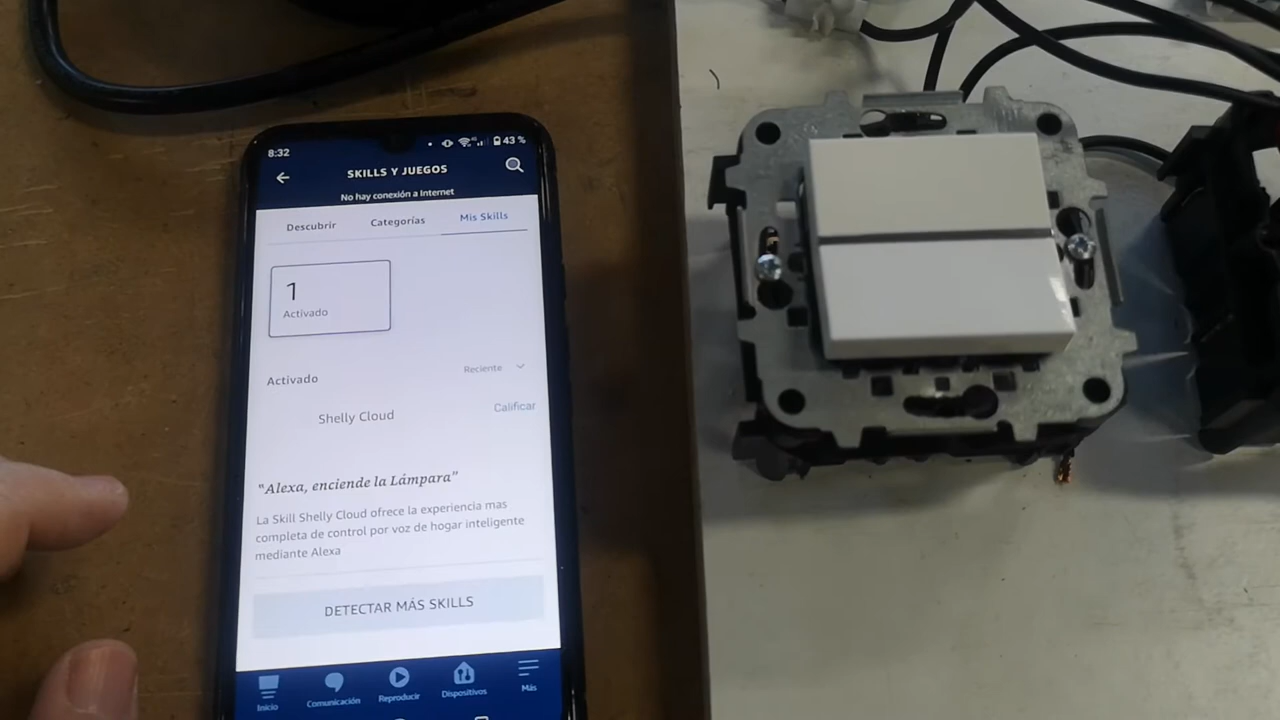 8:32
43 %
SKILLS Y JUEGOS
No hay conexión a Internet
Descubrir Categorías Mis Skills
1
Activado
Activado Reciente
Shelly Cloud Calificar
"Alexa, enciende la Lámpara"
La Skill Shelly Cloud ofrece la experiencia mas
completa de control por voz de hogar inteligente
mediante Alexa
DETECTAR MÁS SKILLS
Inicio Comunicación Reproducir Dispositivos Más